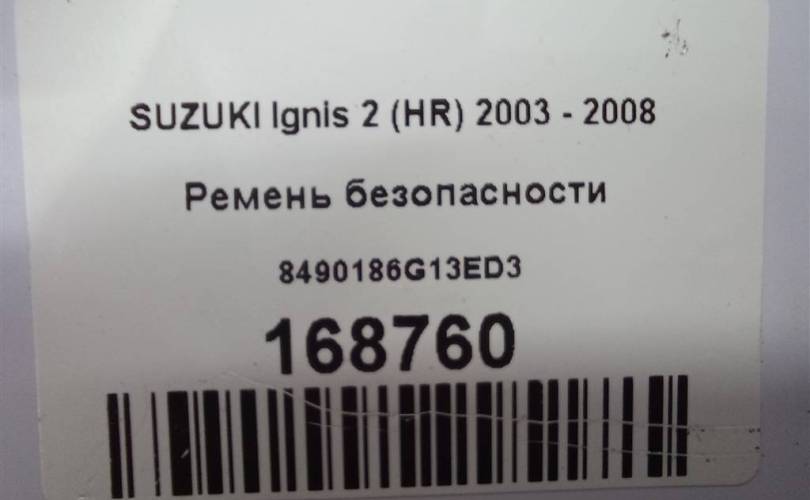 SUZUKI Ignis 2 (HR) 2003 - 2008
Ремень безопасности
8490186G13ED3
168760